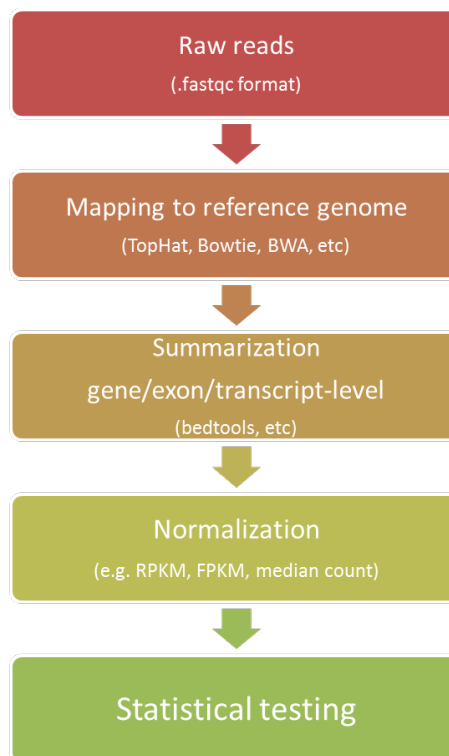 Raw reads
(.fastqc format)
Mapping to reference genome
(TopHat, Bowtie, BWA, etc)
Summarization
gene/exon/transcript-level
(bedtools, etc)
Normalization
(e.g. RPKM, FPKM, median count)
Statistical testing